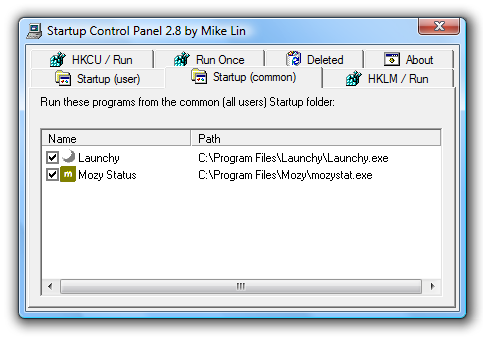 Startup Control Panel 2.8 by Mike Lin
HKCU / Run Run Once Deleted About
Startup (user) Startup (common) HKLM / Run
Run these programs from the common (all users) Startup folder:
Name Path
Launchy C:\Program Files\Launchy\Launchy.exe
m Mozy Status C:\Program Files\Mozy\mozystat.exe